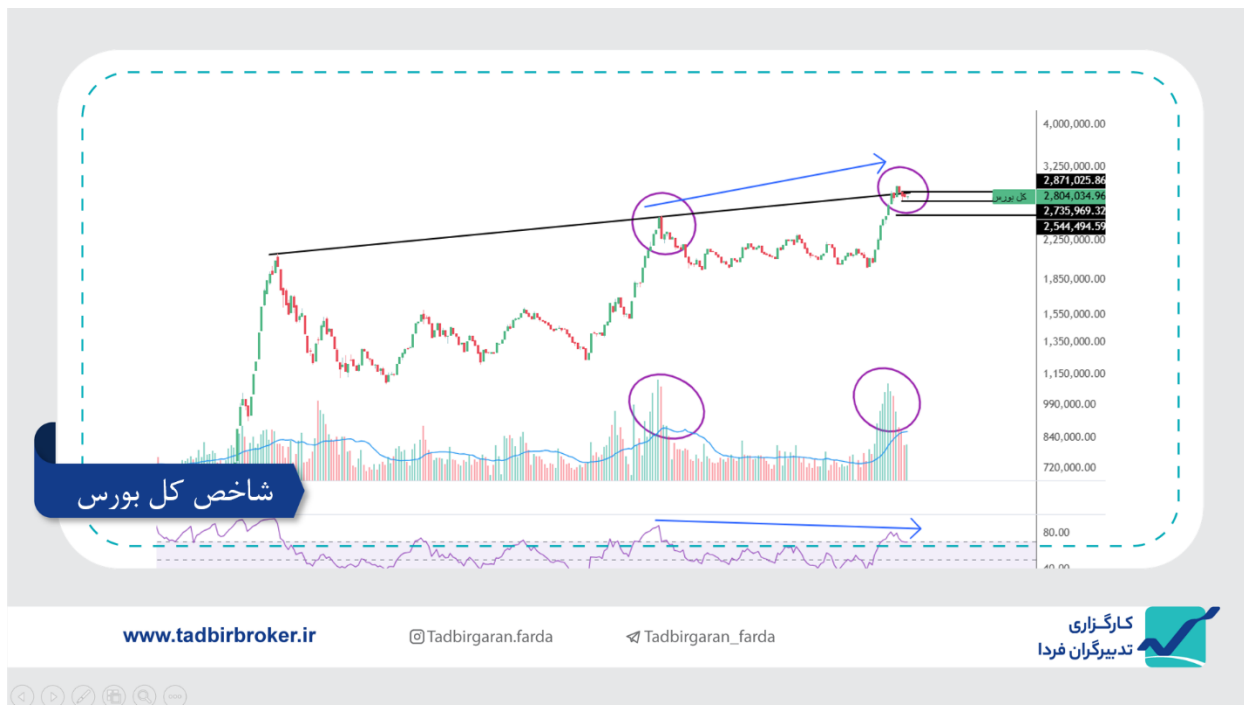 4,000,000.00
3,250,000.00
2,871,025.86
کل بورس 2,804,034.96
2,735,969.32
2,544,494.59
2,250,000.00
1,850,000.00
1,550,000.00
1,350,000.00
1,150,000.00
990,000.00
840,000.00
720,000.00
شاخص کل بورس
80.00
40.00
www.tadbirbroker.ir
Tadbirgaran.farda
Tadbirgaran_farda
کارگزاری
تدبیرگران فردا